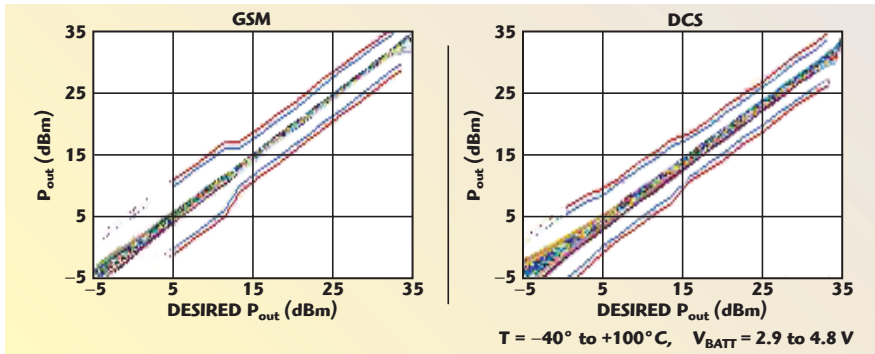 GSM
35
25
15
5
–5
P_out (dBm)
–5 5 15 25 35
DESIRED P_out (dBm)
DCS
35
25
15
5
–5
P_out (dBm)
–5 5 15 25 35
DESIRED P_out (dBm)
T = –40° to +100°C, V_BATT = 2.9 to 4.8 V